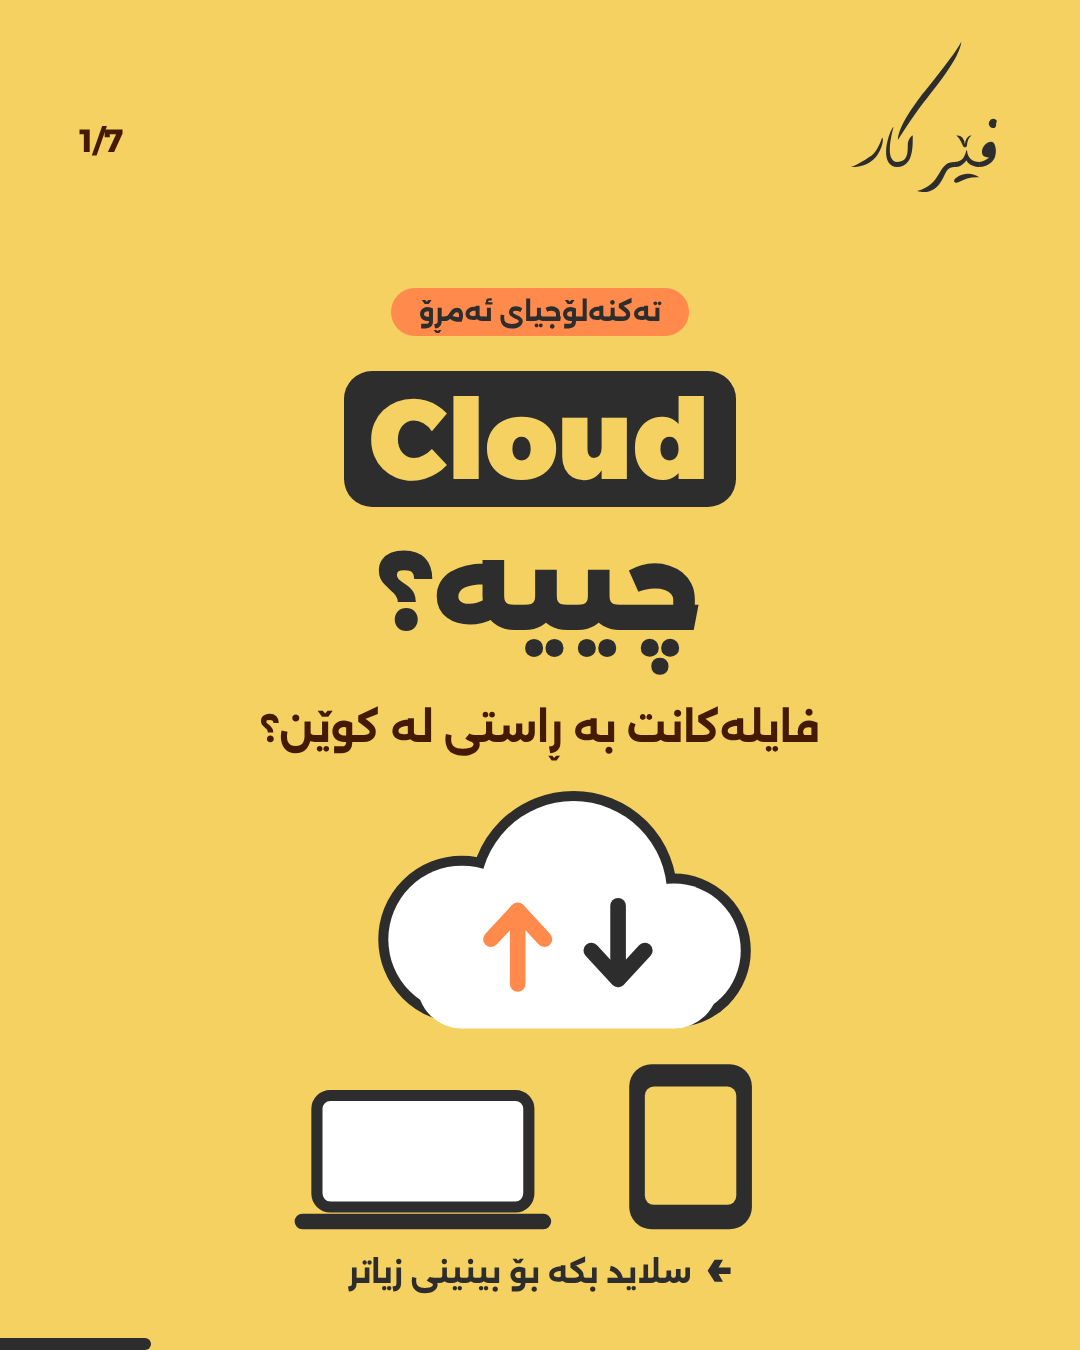 فێرکار
1/7
تەکنەلۆجیای ئەمڕۆ
Cloud
چییە؟
فایلەکانت بە ڕاستی لە کوێن؟
سلاید بکە بۆ بینینی زیاتر